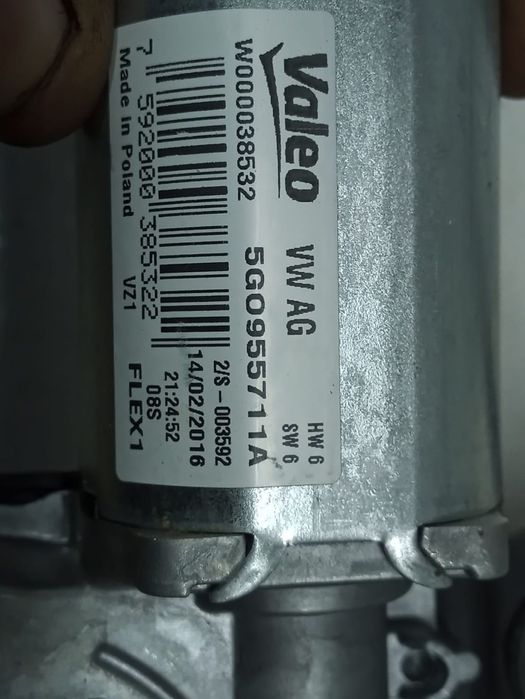 Valeo
VW AG
HW 6
SW 6
W000038532
5G0955711A
2/S - 003592
14/02/2016
21:24:52
08S
FLEX1
7 592000 385322
VZ1
Made in Poland